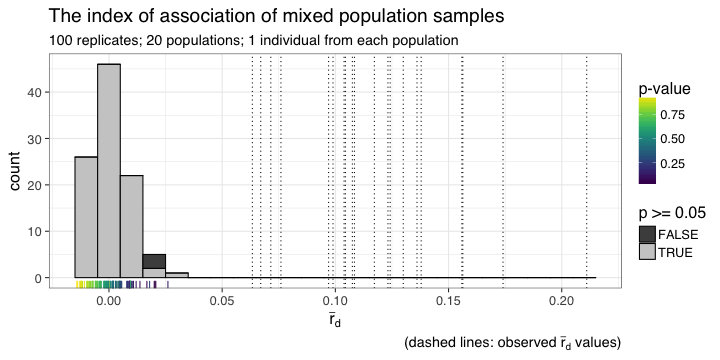 The index of association of mixed population samples
100 replicates; 20 populations; 1 individual from each population
count
40
30
20
10
0
0.00 0.05 0.10 0.15 0.20
r̄d
(dashed lines: observed r̄d values)
p-value
0.75
0.50
0.25
p >= 0.05
FALSE
TRUE